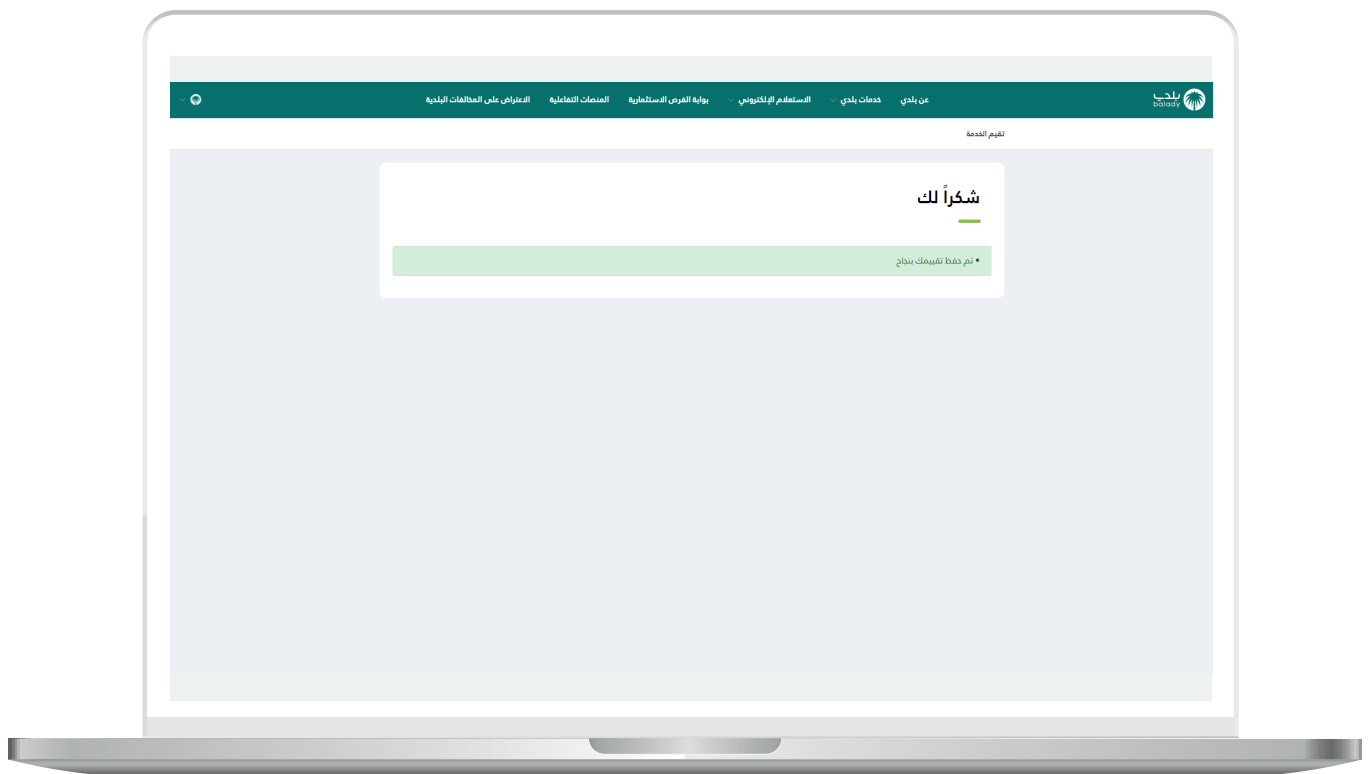 بلدي
balady
عن بلدي خدمات بلدي الاستعلام الإلكتروني بوابة الفرص الاستثمارية المنصات التفاعلية الاعتراض على المخالفات البلدية
تقيم الخدمة
شكراً لك
• تم حفظ تقييمك بنجاح